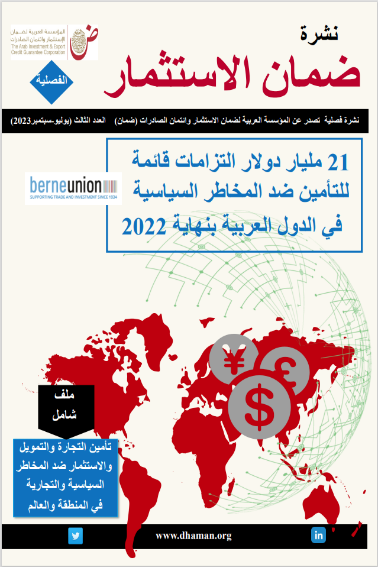 نشرة
ضمان الاستثمار
المؤسسة العربية لضمان
الاستثمار وائتمان الصادرات
The Arab Investment & Export
Credit Guarantee Corporation
الفصلية
نشرة فصلية تصدر عن المؤسسة العربية لضمان الاستثمار وائتمان الصادرات (ضمان) العدد الثالث (يوليو-سبتمبر2023)
21 مليار دولار التزامات قائمة
للتأمين ضد المخاطر السياسية
في الدول العربية بنهاية 2022
berneunion
SUPPORTING TRADE AND INVESTMENT SINCE 1934
¥
£
$
ملف
شامل
تأمين التجارة والتمويل
والاستثمار ضد المخاطر
السياسية والتجارية
في المنطقة والعالم
www.dhaman.org
in